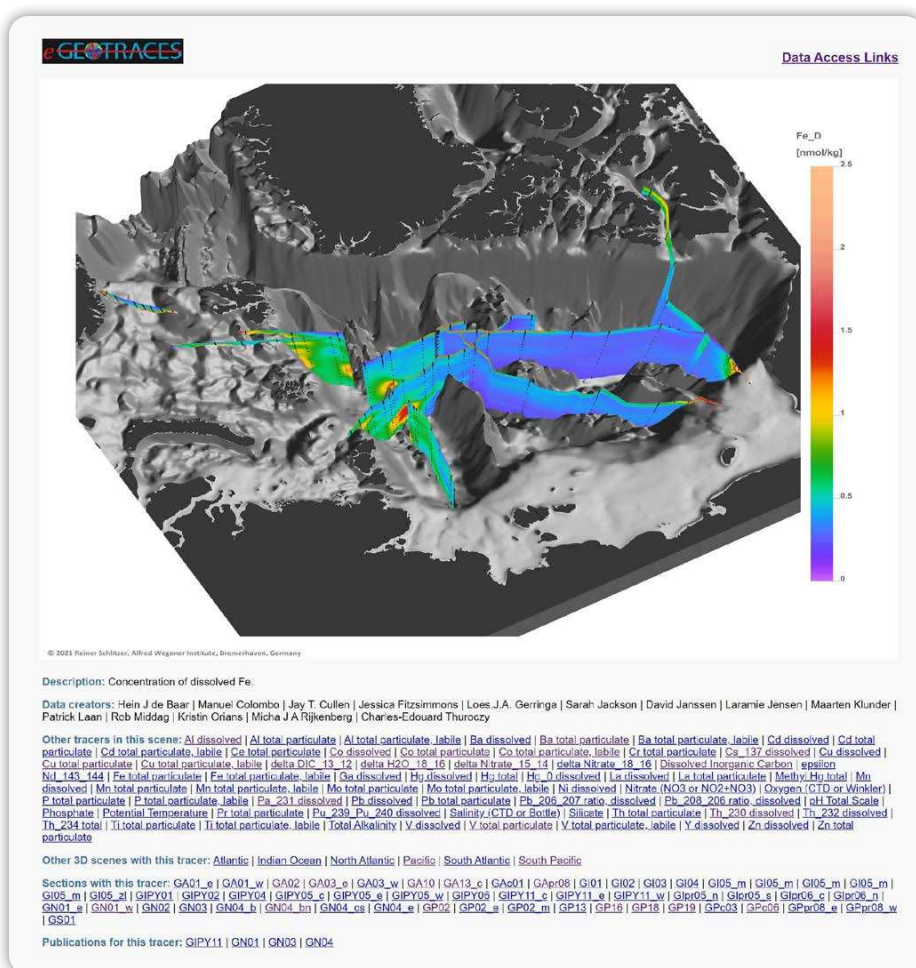 eGEOTRACES
Data Access Links
Fe_D
[nmol/kg]
2.5
2
1.5
1
0.5
0
© 2021 Reiner Schlitzer, Alfred Wegener Institute, Bremerhaven, Germany
Description: Concentration of dissolved Fe.
Data creators: Hein J de Baar | Manuel Colombo | Jay T. Cullen | Jessica Fitzsimmons | Loes.J.A. Gerringa | Sarah Jackson | David Janssen | Laramie Jensen | Maarten Klunder |
Patrick Laan | Rob Middag | Kristin Orians | Micha J A Rijkenberg | Charles-Edouard Thuroczy
Other tracers in this scene: Al dissolved | Al total particulate | Al total particulate, labile | Ba dissolved | Ba total particulate | Ba total particulate, labile | Cd dissolved | Cd total
particulate | Cd total particulate, labile | Ce total particulate | Co dissolved | Co total particulate | Co total particulate, labile | Cr total particulate | Cs_137 dissolved | Cu dissolved |
Cu total particulate | Cu total particulate, labile | delta DIC_13_12 | delta H2O_18_16 | delta Nitrate_15_14 | delta Nitrate_18_16 | Dissolved Inorganic Carbon | epsilon
Nd_143_144 | Fe total particulate | Fe total particulate, labile | Ga dissolved | Hg dissolved | Hg total | Hg_0 dissolved | La dissolved | La total particulate | Methyl Hg total | Mn
dissolved | Mn total particulate | Mn total particulate, labile | Mo total particulate | Mo total particulate, labile | Ni dissolved | Nitrate (NO3 or NO2+NO3) | Oxygen (CTD or Winkler) |
P total particulate | P total particulate, labile | Pa_231 dissolved | Pb dissolved | Pb total particulate | Pb_206_207 ratio, dissolved | Pb_208_206 ratio, dissolved | pH Total Scale |
Phosphate | Potential Temperature | Pr total particulate | Pu_239_Pu_240 dissolved | Salinity (CTD or Bottle) | Silicate | Th total particulate | Th_230 dissolved | Th_232 dissolved |
Th_234 total | Ti total particulate | Ti total particulate, labile | Total Alkalinity | V dissolved | V total particulate | V total particulate, labile | Y dissolved | Zn dissolved | Zn total
particulate
Other 3D scenes with this tracer: Atlantic | Indian Ocean | North Atlantic | Pacific | South Atlantic | South Pacific
Sections with this tracer: GA01_e | GA01_w | GA02 | GA03_e | GA03_w | GA10 | GA13_c | GAc01 | GApr08 | GI01 | GI02 | GI03 | GI04 | GI05_m | GI05_m | GI05_m | GI05_m |
GI05_m | GI05_zl | GIPY01 | GIPY02 | GIPY04 | GIPY05_c | GIPY05_e | GIPY05_w | GIPY06 | GIPY11_c | GIPY11_e | GIPY11_w | GIpr05_n | GIpr05_s | GIpr06_c | GIpr06_n |
GN01_e | GN01_w | GN02 | GN03 | GN04_b | GN04_bn | GN04_cs | GN04_e | GP02 | GP02_e | GP02_m | GP13 | GP16 | GP18 | GP19 | GPc03 | GPc06 | GPpr08_e | GPpr08_w
| GS01
Publications for this tracer: GIPY11 | GN01 | GN03 | GN04